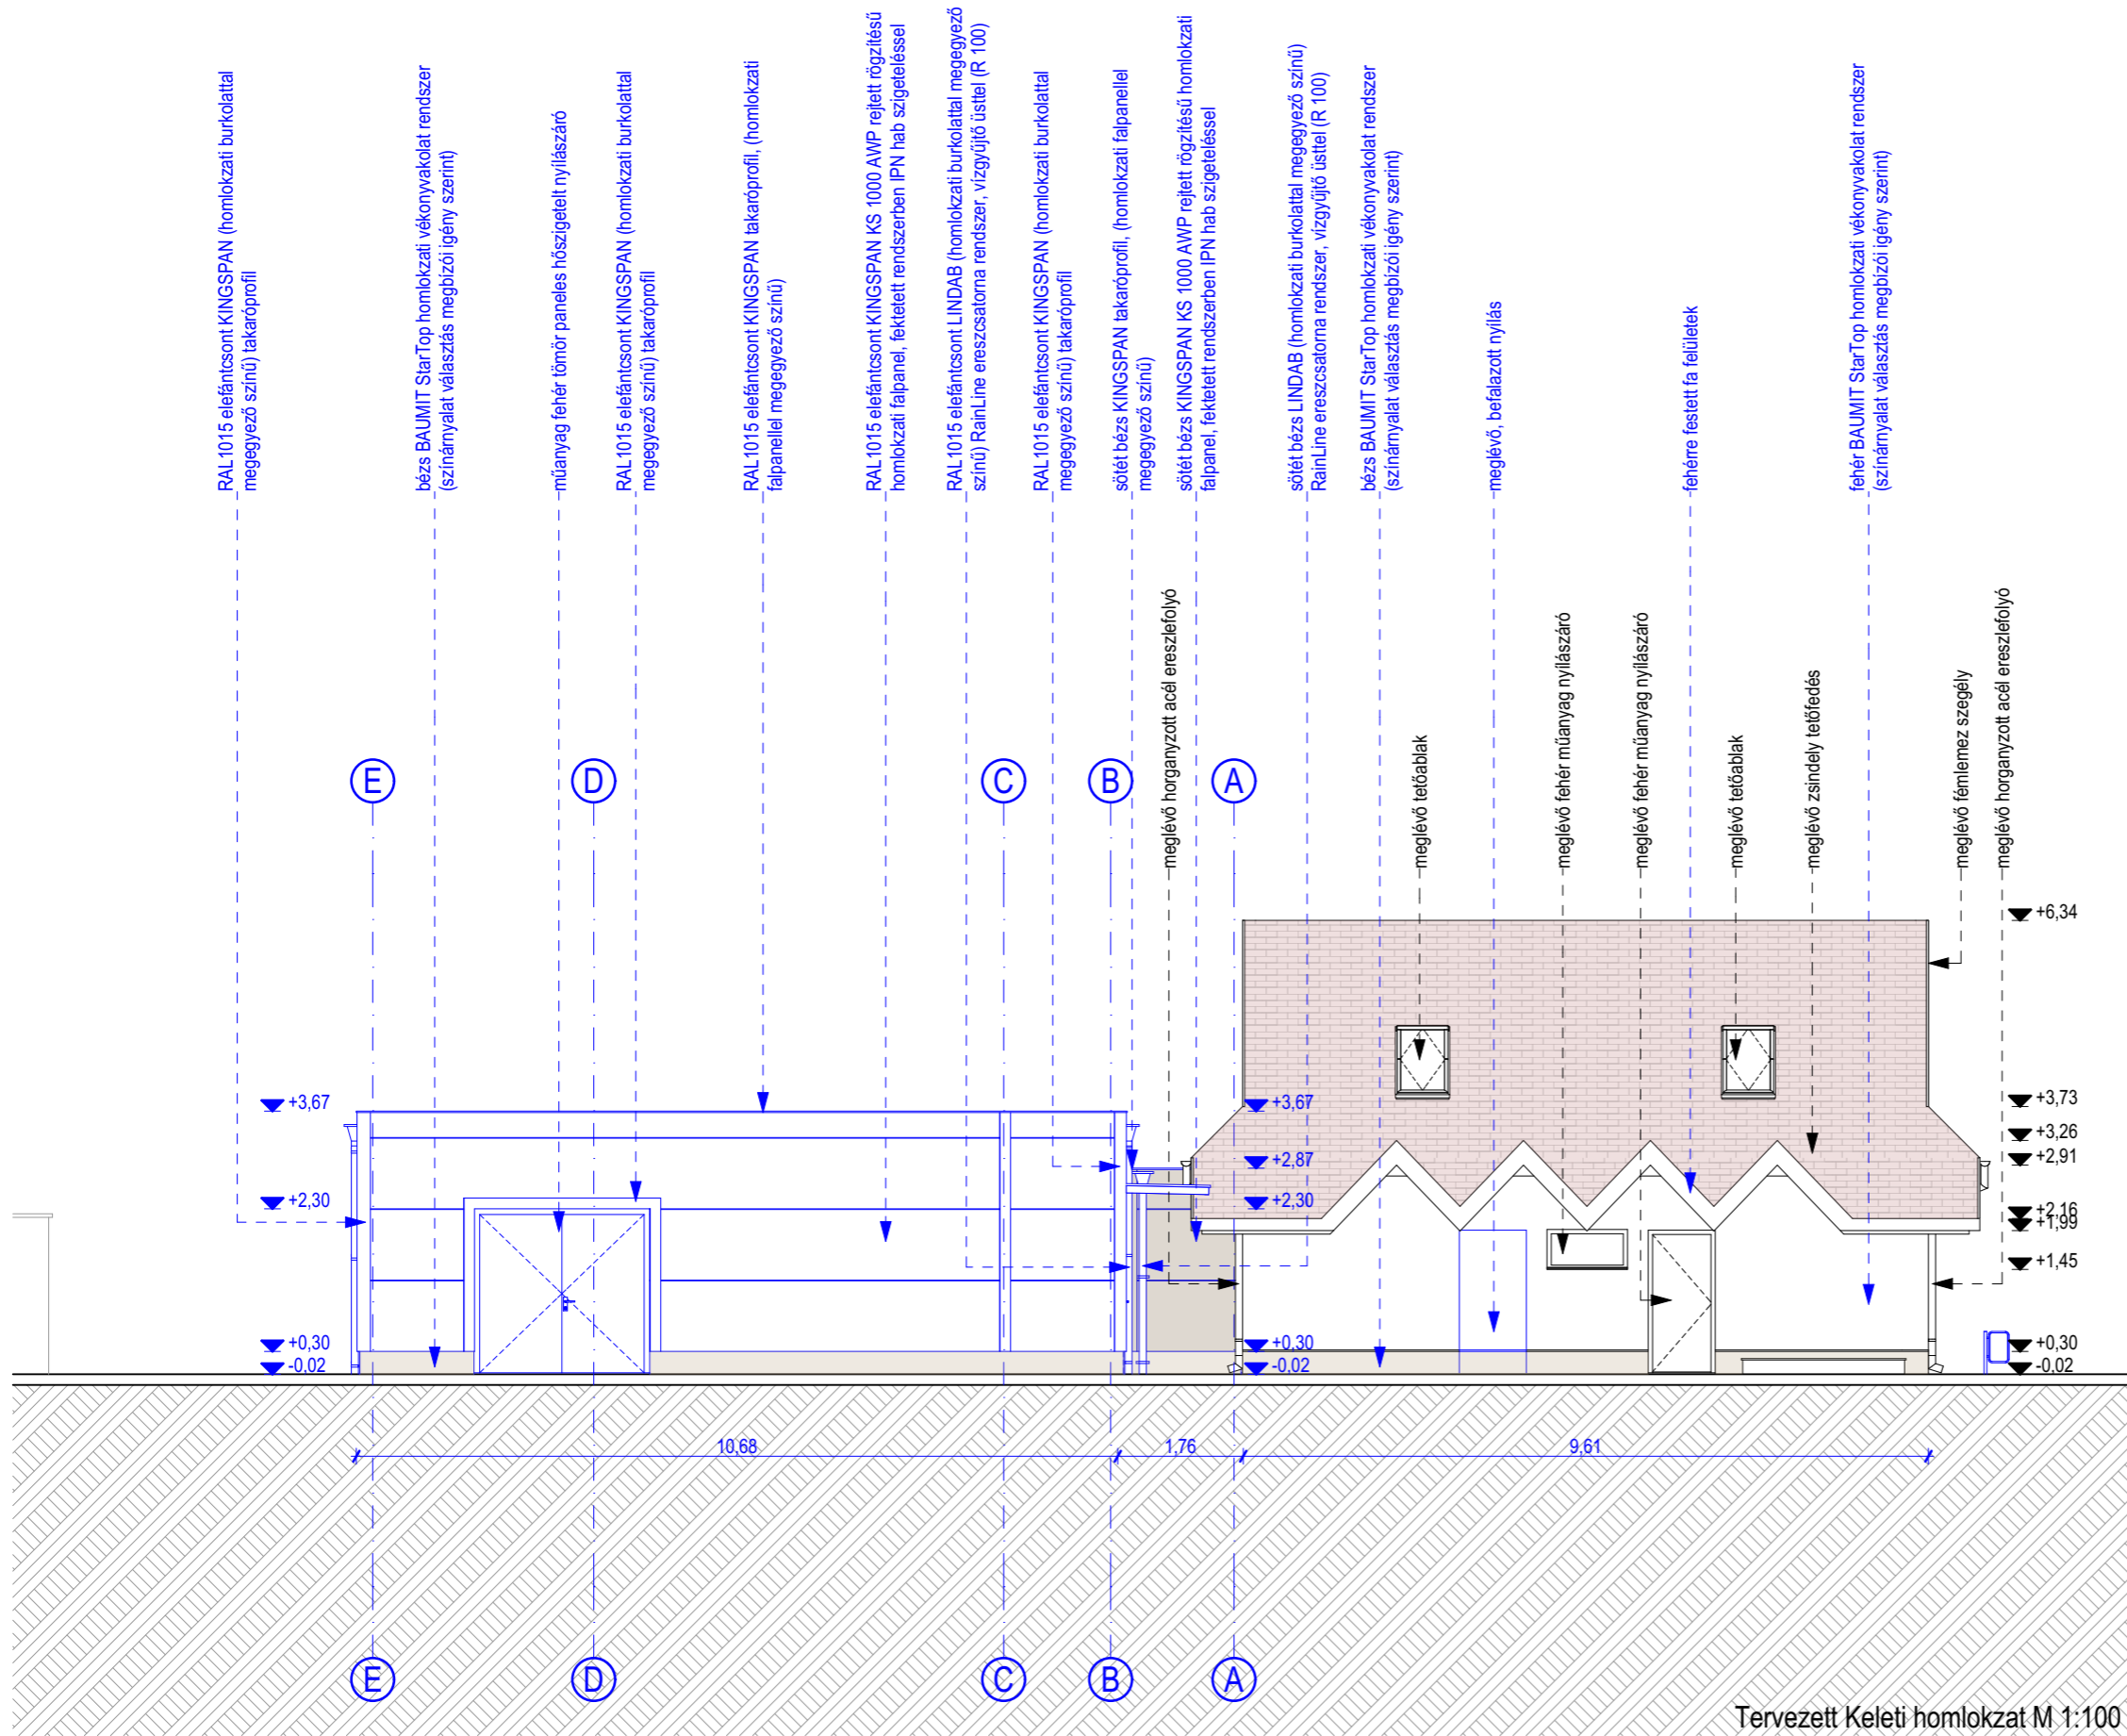 RAL1015 elefántcsont KINGSPAN (homlokzati burkolattal
megegyező színű) takaróprofil
bézs BAUMIT StarTop homlokzati vékonyvakolat rendszer
(színárnyalat választás megbízói igény szerint)
műanyag fehér tömör paneles hőszigetelt nyílászáró
RAL1015 elefántcsont KINGSPAN (homlokzati burkolattal
megegyező színű) takaróprofil
RAL1015 elefántcsont KINGSPAN takaróprofil, (homlokzati
falpanellel megegyező színű)
RAL1015 elefántcsont KINGSPAN KS 1000 AWP rejtett rögzítésű
homlokzati falpanel, fektetett rendszerben IPN hab szigeteléssel
RAL1015 elefántcsont LINDAB (homlokzati burkolattal megegyező
színű) RainLine ereszcsatorna rendszer, vízgyűjtő üsttel (R 100)
RAL1015 elefántcsont KINGSPAN (homlokzati burkolattal
megegyező színű) takaróprofil
sötét bézs KINGSPAN takaróprofil, (homlokzati falpanellel
megegyező színű)
sötét bézs KINGSPAN KS 1000 AWP rejtett rögzítésű homlokzati
falpanel, fektetett rendszerben IPN hab szigeteléssel
sötét bézs LINDAB (homlokzati burkolattal megegyező színű)
RainLine ereszcsatorna rendszer, vízgyűjtő üsttel (R 100)
bézs BAUMIT StarTop homlokzati vékonyvakolat rendszer
(színárnyalat választás megbízói igény szerint)
meglévő, befalazott nyílás
fehérre festett fa felületek
fehér BAUMIT StarTop homlokzati vékonyvakolat rendszer
(színárnyalat választás megbízói igény szerint)
meglévő horganyzott acél ereszlefolyó
meglévő tetőablak
meglévő fehér műanyag nyílászáró
meglévő fehér műanyag nyílászáró
meglévő tetőablak
meglévő zsindely tetőfedés
meglévő fémlemez szegély
meglévő horganyzott acél ereszlefolyó
E
D
C
B
A
+3,67
+2,30
+0,30
-0,02
+3,67
+2,87
+2,30
+0,30
-0,02
+6,34
+3,73
+3,26
+2,91
+2,16
+1,99
+1,45
+0,30
-0,02
10,68
1,76
9,61
E
D
C
B
A
Tervezett Keleti homlokzat M 1:100